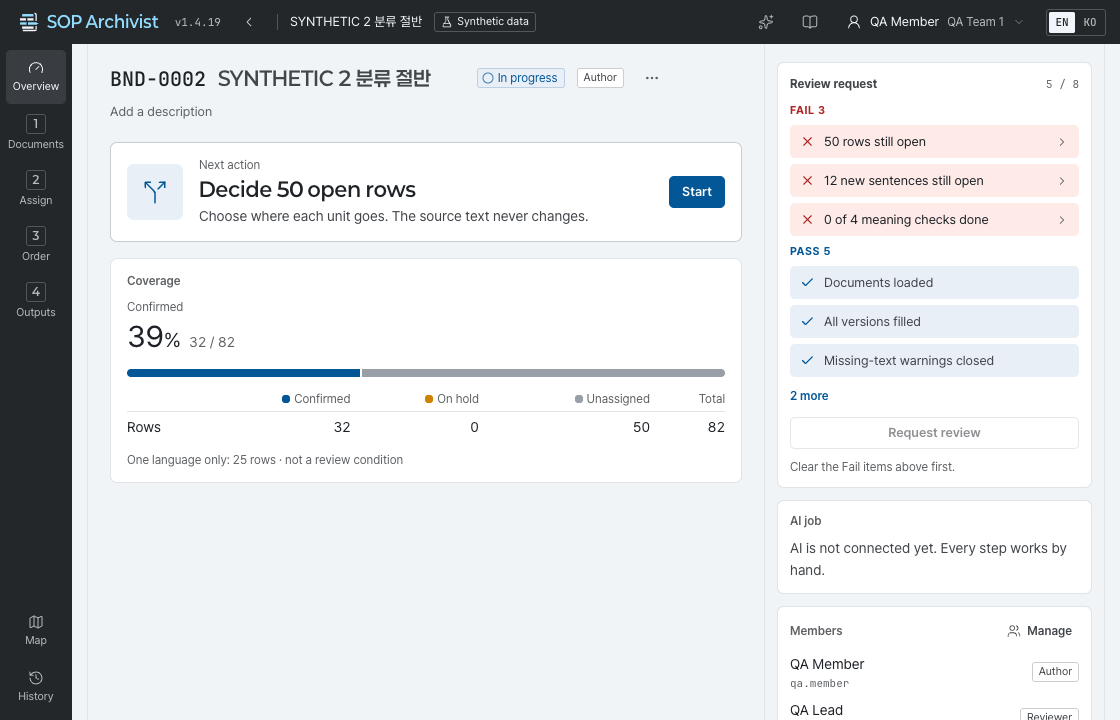 SOP Archivist v1.4.19
SYNTHETIC 2 분류 절반
Synthetic data
QA Member QA Team 1
EN KO
Overview
1
Documents
2
Assign
3
Order
4
Outputs
Map
History
BND-0002 SYNTHETIC 2 분류 절반
In progress
Author
Add a description
Next action
Decide 50 open rows
Choose where each unit goes. The source text never changes.
Start
Coverage
Confirmed
39% 32 / 82
Confirmed On hold Unassigned Total
Rows 32 0 50 82
One language only: 25 rows · not a review condition
Review request 5 / 8
FAIL 3
50 rows still open
12 new sentences still open
0 of 4 meaning checks done
PASS 5
Documents loaded
All versions filled
Missing-text warnings closed
2 more
Request review
Clear the Fail items above first.
AI job
AI is not connected yet. Every step works by
hand.
Members Manage
QA Member
qa.member
Author
QA Lead
Reviewer